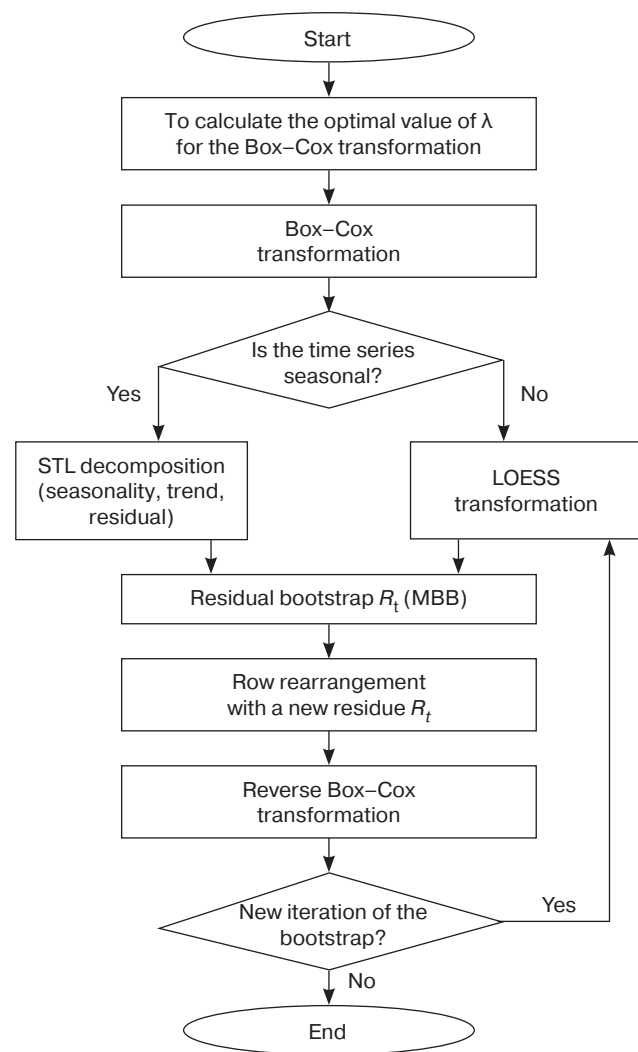 Start
To calculate the optimal value of λ
for the Box–Cox transformation
Box–Cox
transformation
Is the time series
seasonal?
Yes
No
STL decomposition
(seasonality, trend,
residual)
LOESS
transformation
Residual bootstrap Rt (MBB)
Row rearrangement
with a new residue Rt
Reverse Box–Cox
transformation
New iteration of the
bootstrap?
Yes
No
End